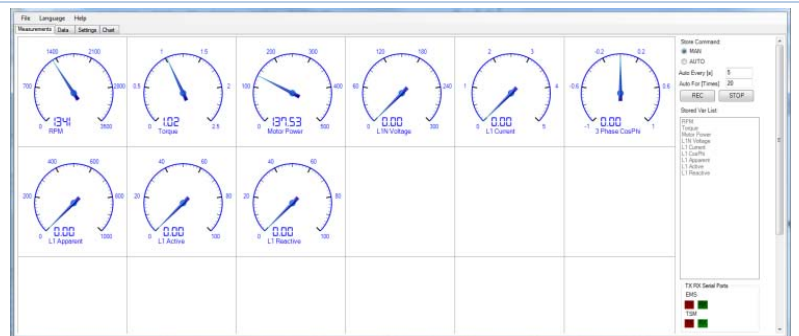 File Language Help
Measurements Data Settings Chart
1400 2100
700 2800
0 1341 3500
RPM
1 1.5
0.5 2
0 1.02 2.5
Torque
200 300
100 400
0 137.53
Motor Power
120 180
60 240
0 0.00 300
L1N Voltage
2 3
1 4
0 0.00 5
L1 Current
-0.2 0.2
-0.6 0.6
-1 0.00 1
3 Phase CosPhi
400 600
200 800
0 0.00 1000
L1 Apparent
40 60
20 80
0 0.00 100
L1 Active
40 60
20 80
0 0.00 100
L1 Reactive
Store Command
MAN
AUTO
Auto Every [s] 5
Auto For [Times] 20
REC STOP
Stored Var List
RPM
Torque
Motor Power
L1N Voltage
L1 Current
L1 CosPhi
L1 Apparent
L1 Active
L1 Reactive
TX RX Serial Ports
EMS
TSM